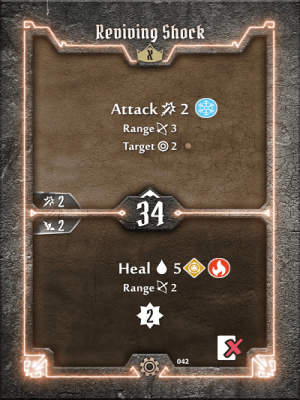 Reviving Shock
X
Attack 2
Range 3
Target 2
2
34
2
Heal 5
Range 2
2
042